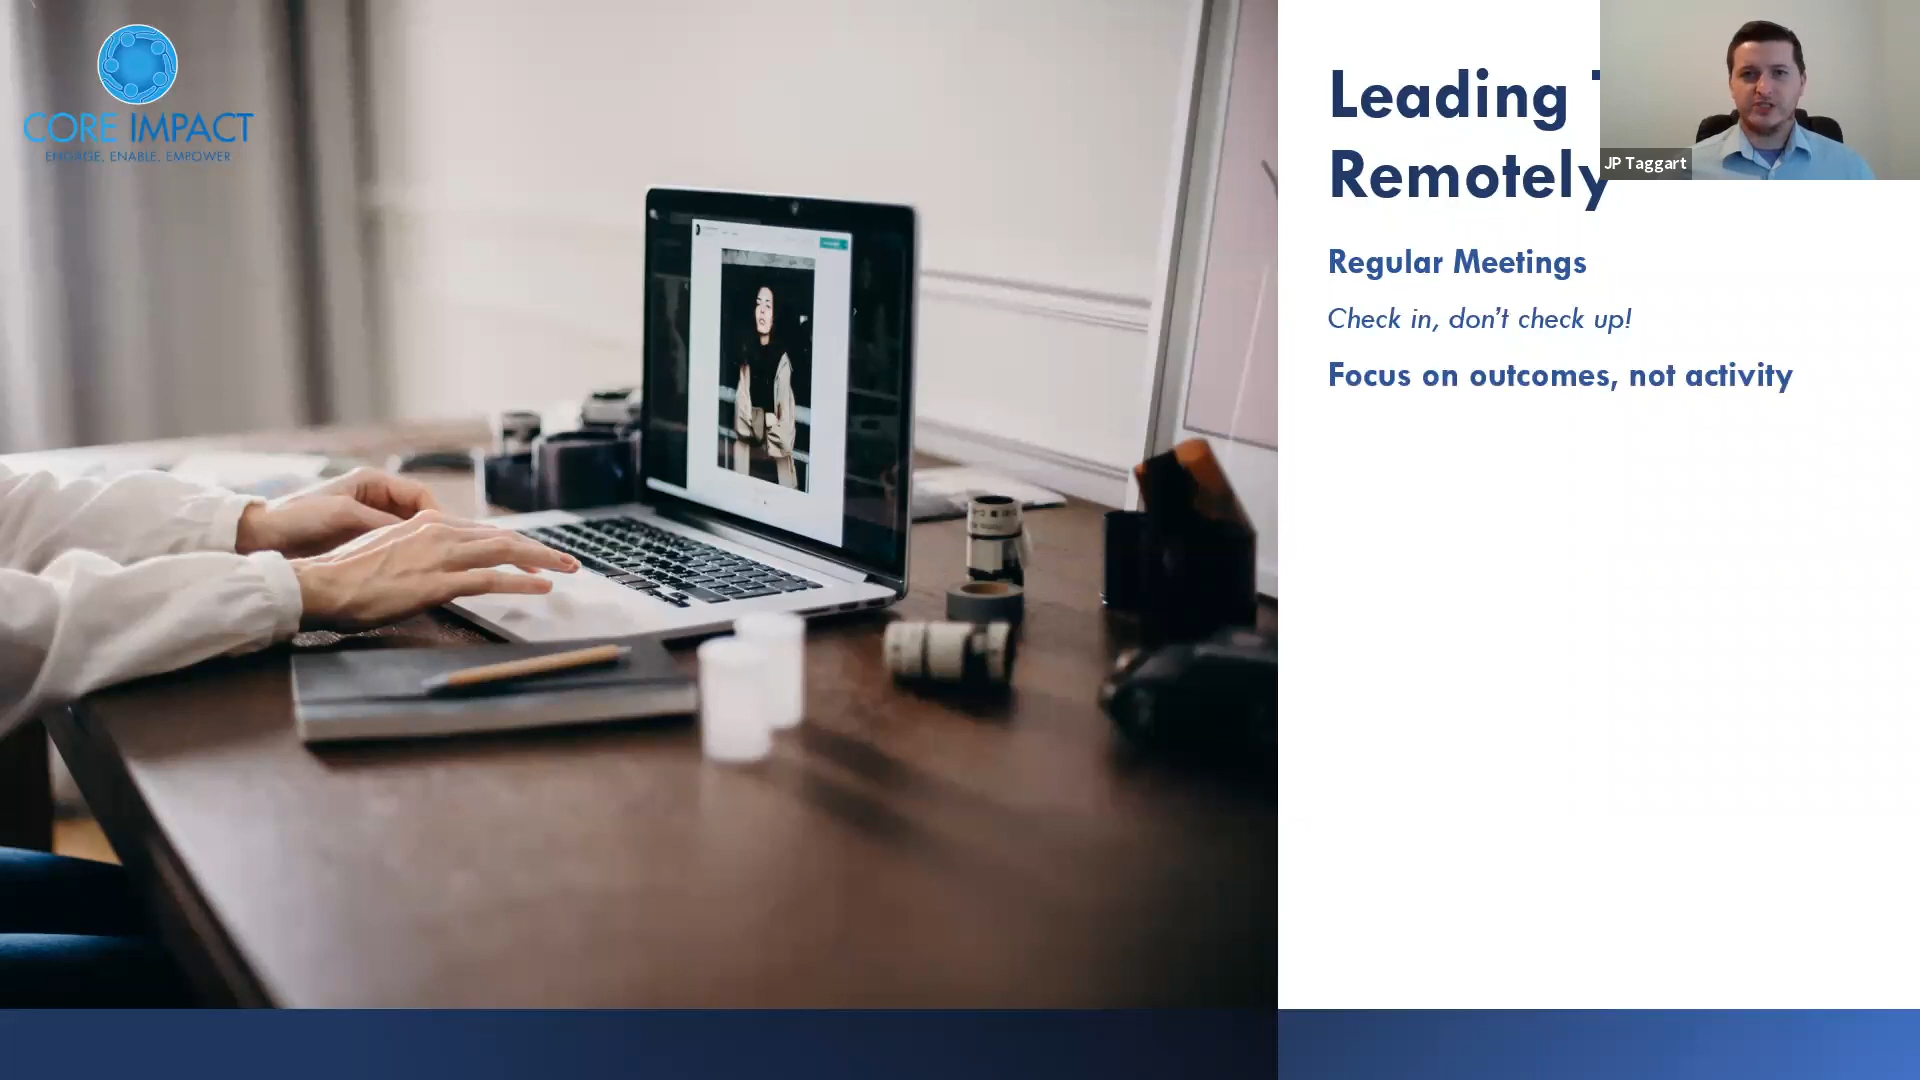 CORE IMPACT
ENGAGE, ENABLE, EMPOWER
Leading
Remotely
JP Taggart
Regular Meetings
Check in, don't check up!
Focus on outcomes, not activity